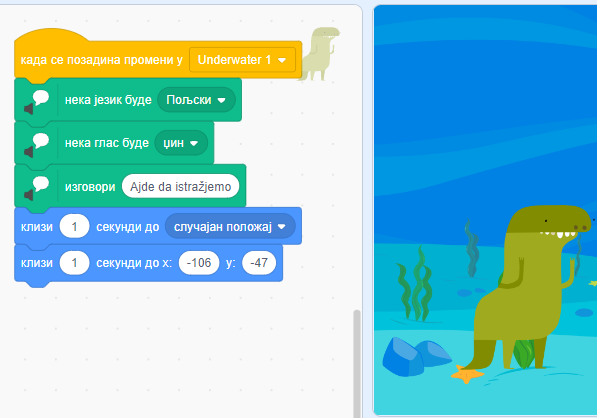 када се позадина промени у Underwater 1
нека језик буде Пољски
нека глас буде џин
изговори Ajde da istražjemo
клизи 1 секунди до случајан положај
клизи 1 секунди до x: -106 y: -47